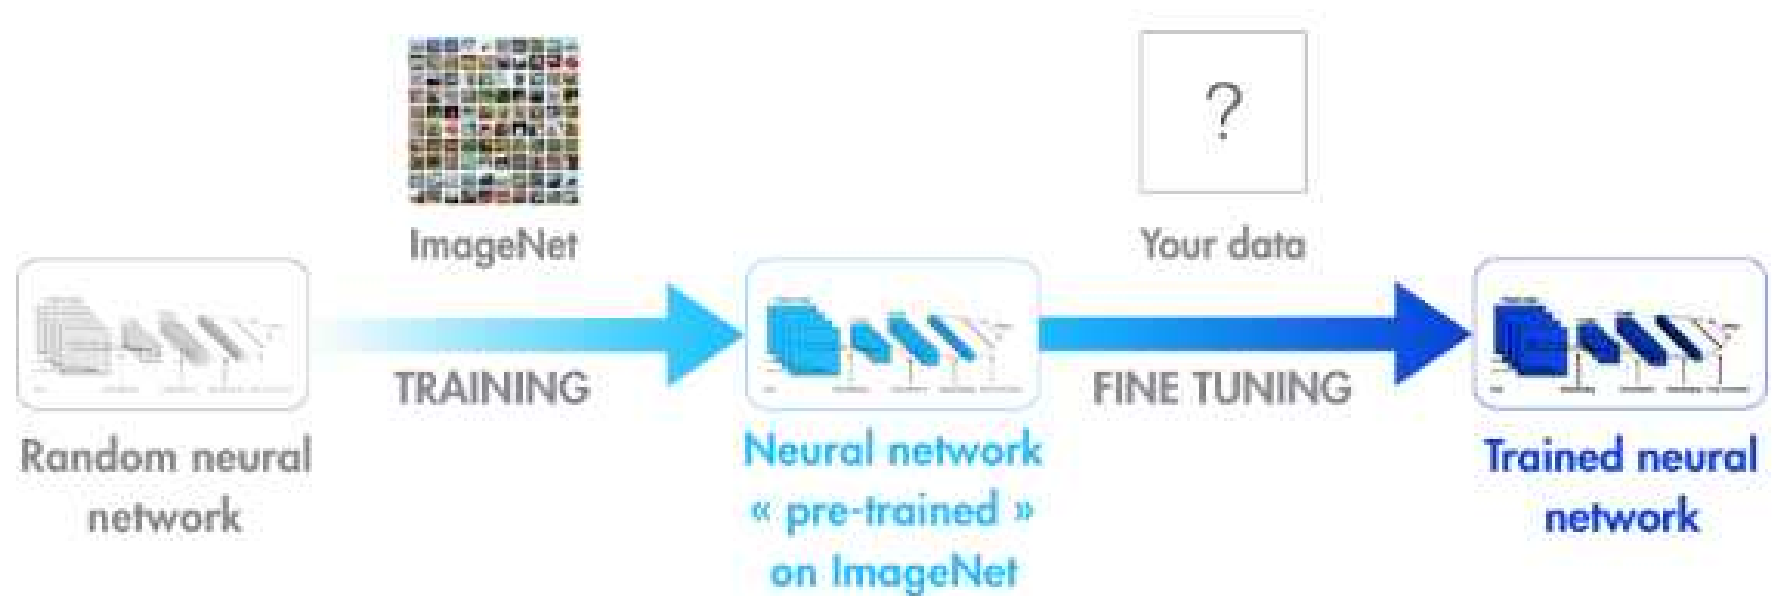 ImageNet
?
Your data
TRAINING
FINE TUNING
Random neural
network
Neural network
« pre-trained »
on ImageNet
Trained neural
network